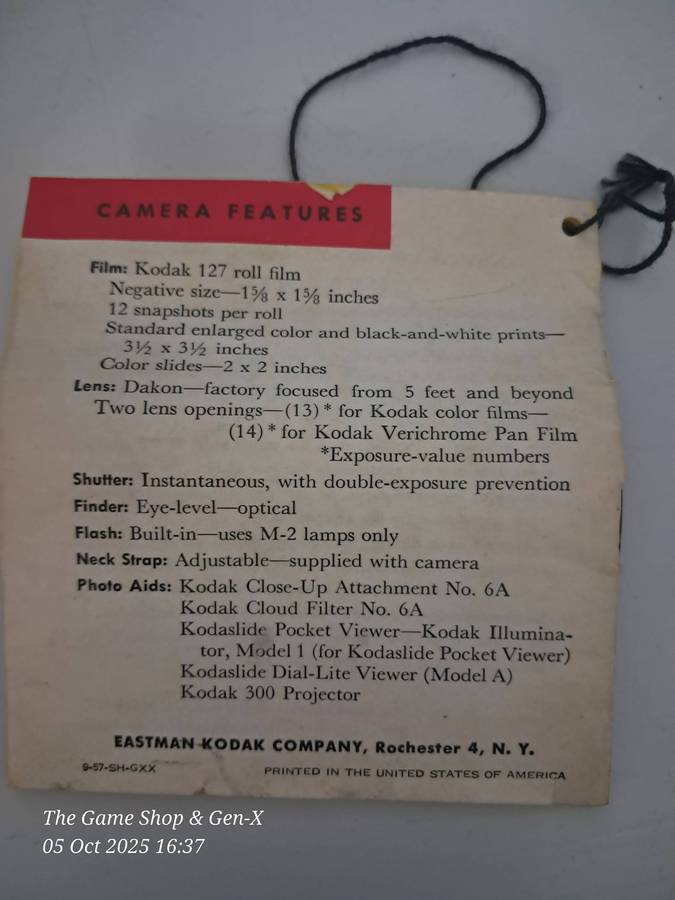 CAMERA FEATURES
Film: Kodak 127 roll film
Negative size—1⅝ x 1⅝ inches
12 snapshots per roll
Standard enlarged color and black-and-white prints—
3½ x 3½ inches
Color slides—2 x 2 inches
Lens: Dakon—factory focused from 5 feet and beyond
Two lens openings—(13)* for Kodak color films—
(14)* for Kodak Verichrome Pan Film
*Exposure-value numbers
Shutter: Instantaneous, with double-exposure prevention
Finder: Eye-level—optical
Flash: Built-in—uses M-2 lamps only
Neck Strap: Adjustable—supplied with camera
Photo Aids: Kodak Close-Up Attachment No. 6A
Kodak Cloud Filter No. 6A
Kodaslide Pocket Viewer—Kodak Illumina-
tor, Model 1 (for Kodaslide Pocket Viewer)
Kodaslide Dial-Lite Viewer (Model A)
Kodak 300 Projector
EASTMAN KODAK COMPANY, Rochester 4, N. Y.
9-57-SH-GXX PRINTED IN THE UNITED STATES OF AMERICA
The Game Shop & Gen-X
05 Oct 2025 16:37